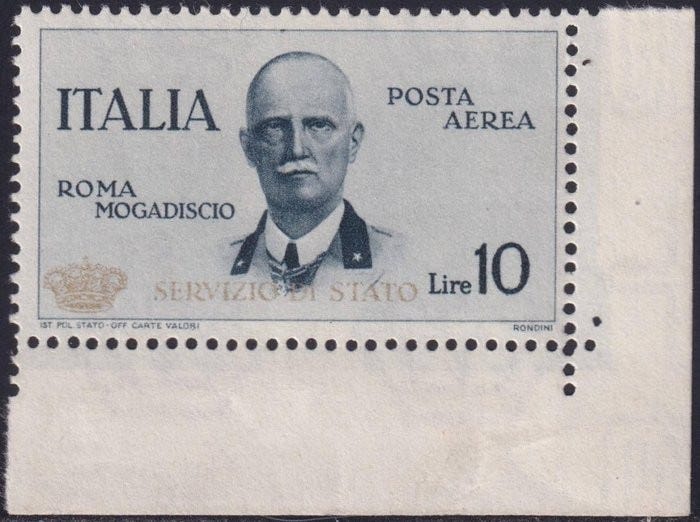 ITALIA
POSTA
AEREA
ROMA
MOGADISCIO
SERVIZIO DI STATO
Lire 10
IST. POL. STATO-OFF. CARTE VALORI
RONDINI